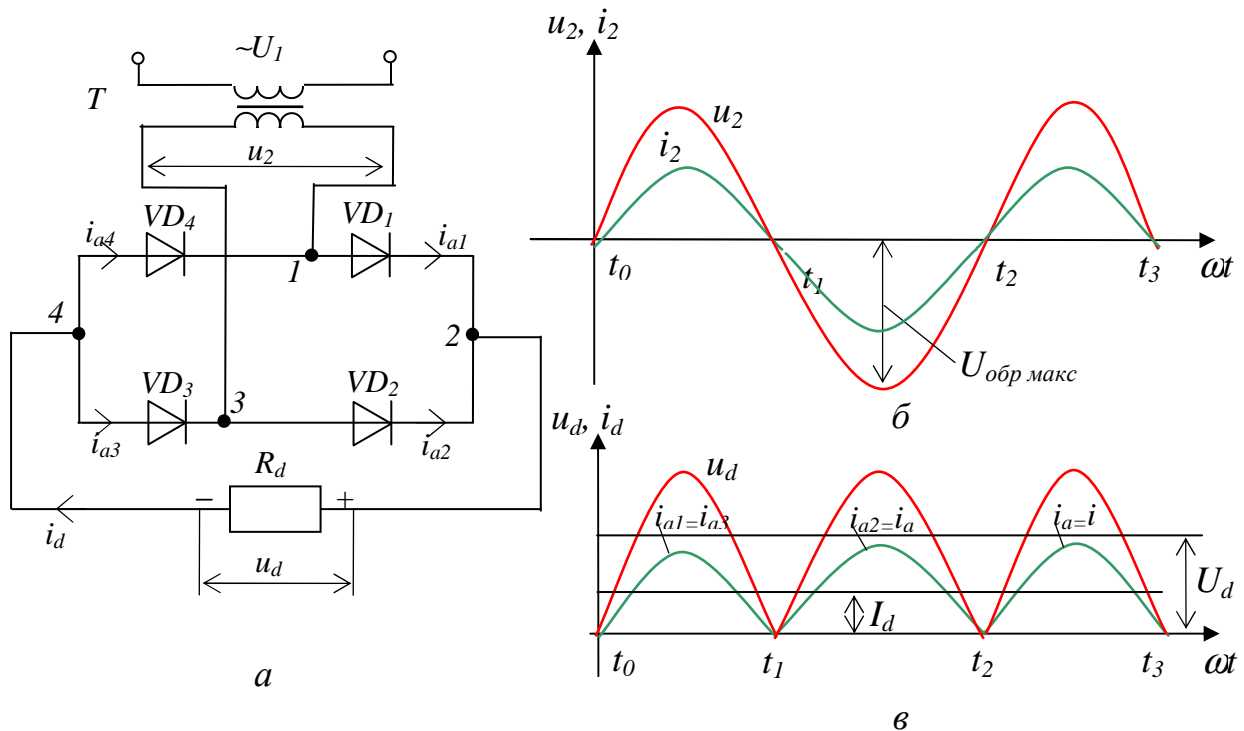 ~U1
T
u2
ia4
VD4
VD1
ia1
1
4
2
VD3
3
VD2
ia3
ia2
Rd
–
+
id
ud
а
u2, i2
u2
i2
t0
t1
t2
t3
ωt
Uобр макс
б
ud, id
ud
ia1=ia3
ia2=ia
ia=i
Ud
Id
t0
t1
t2
t3
ωt
в